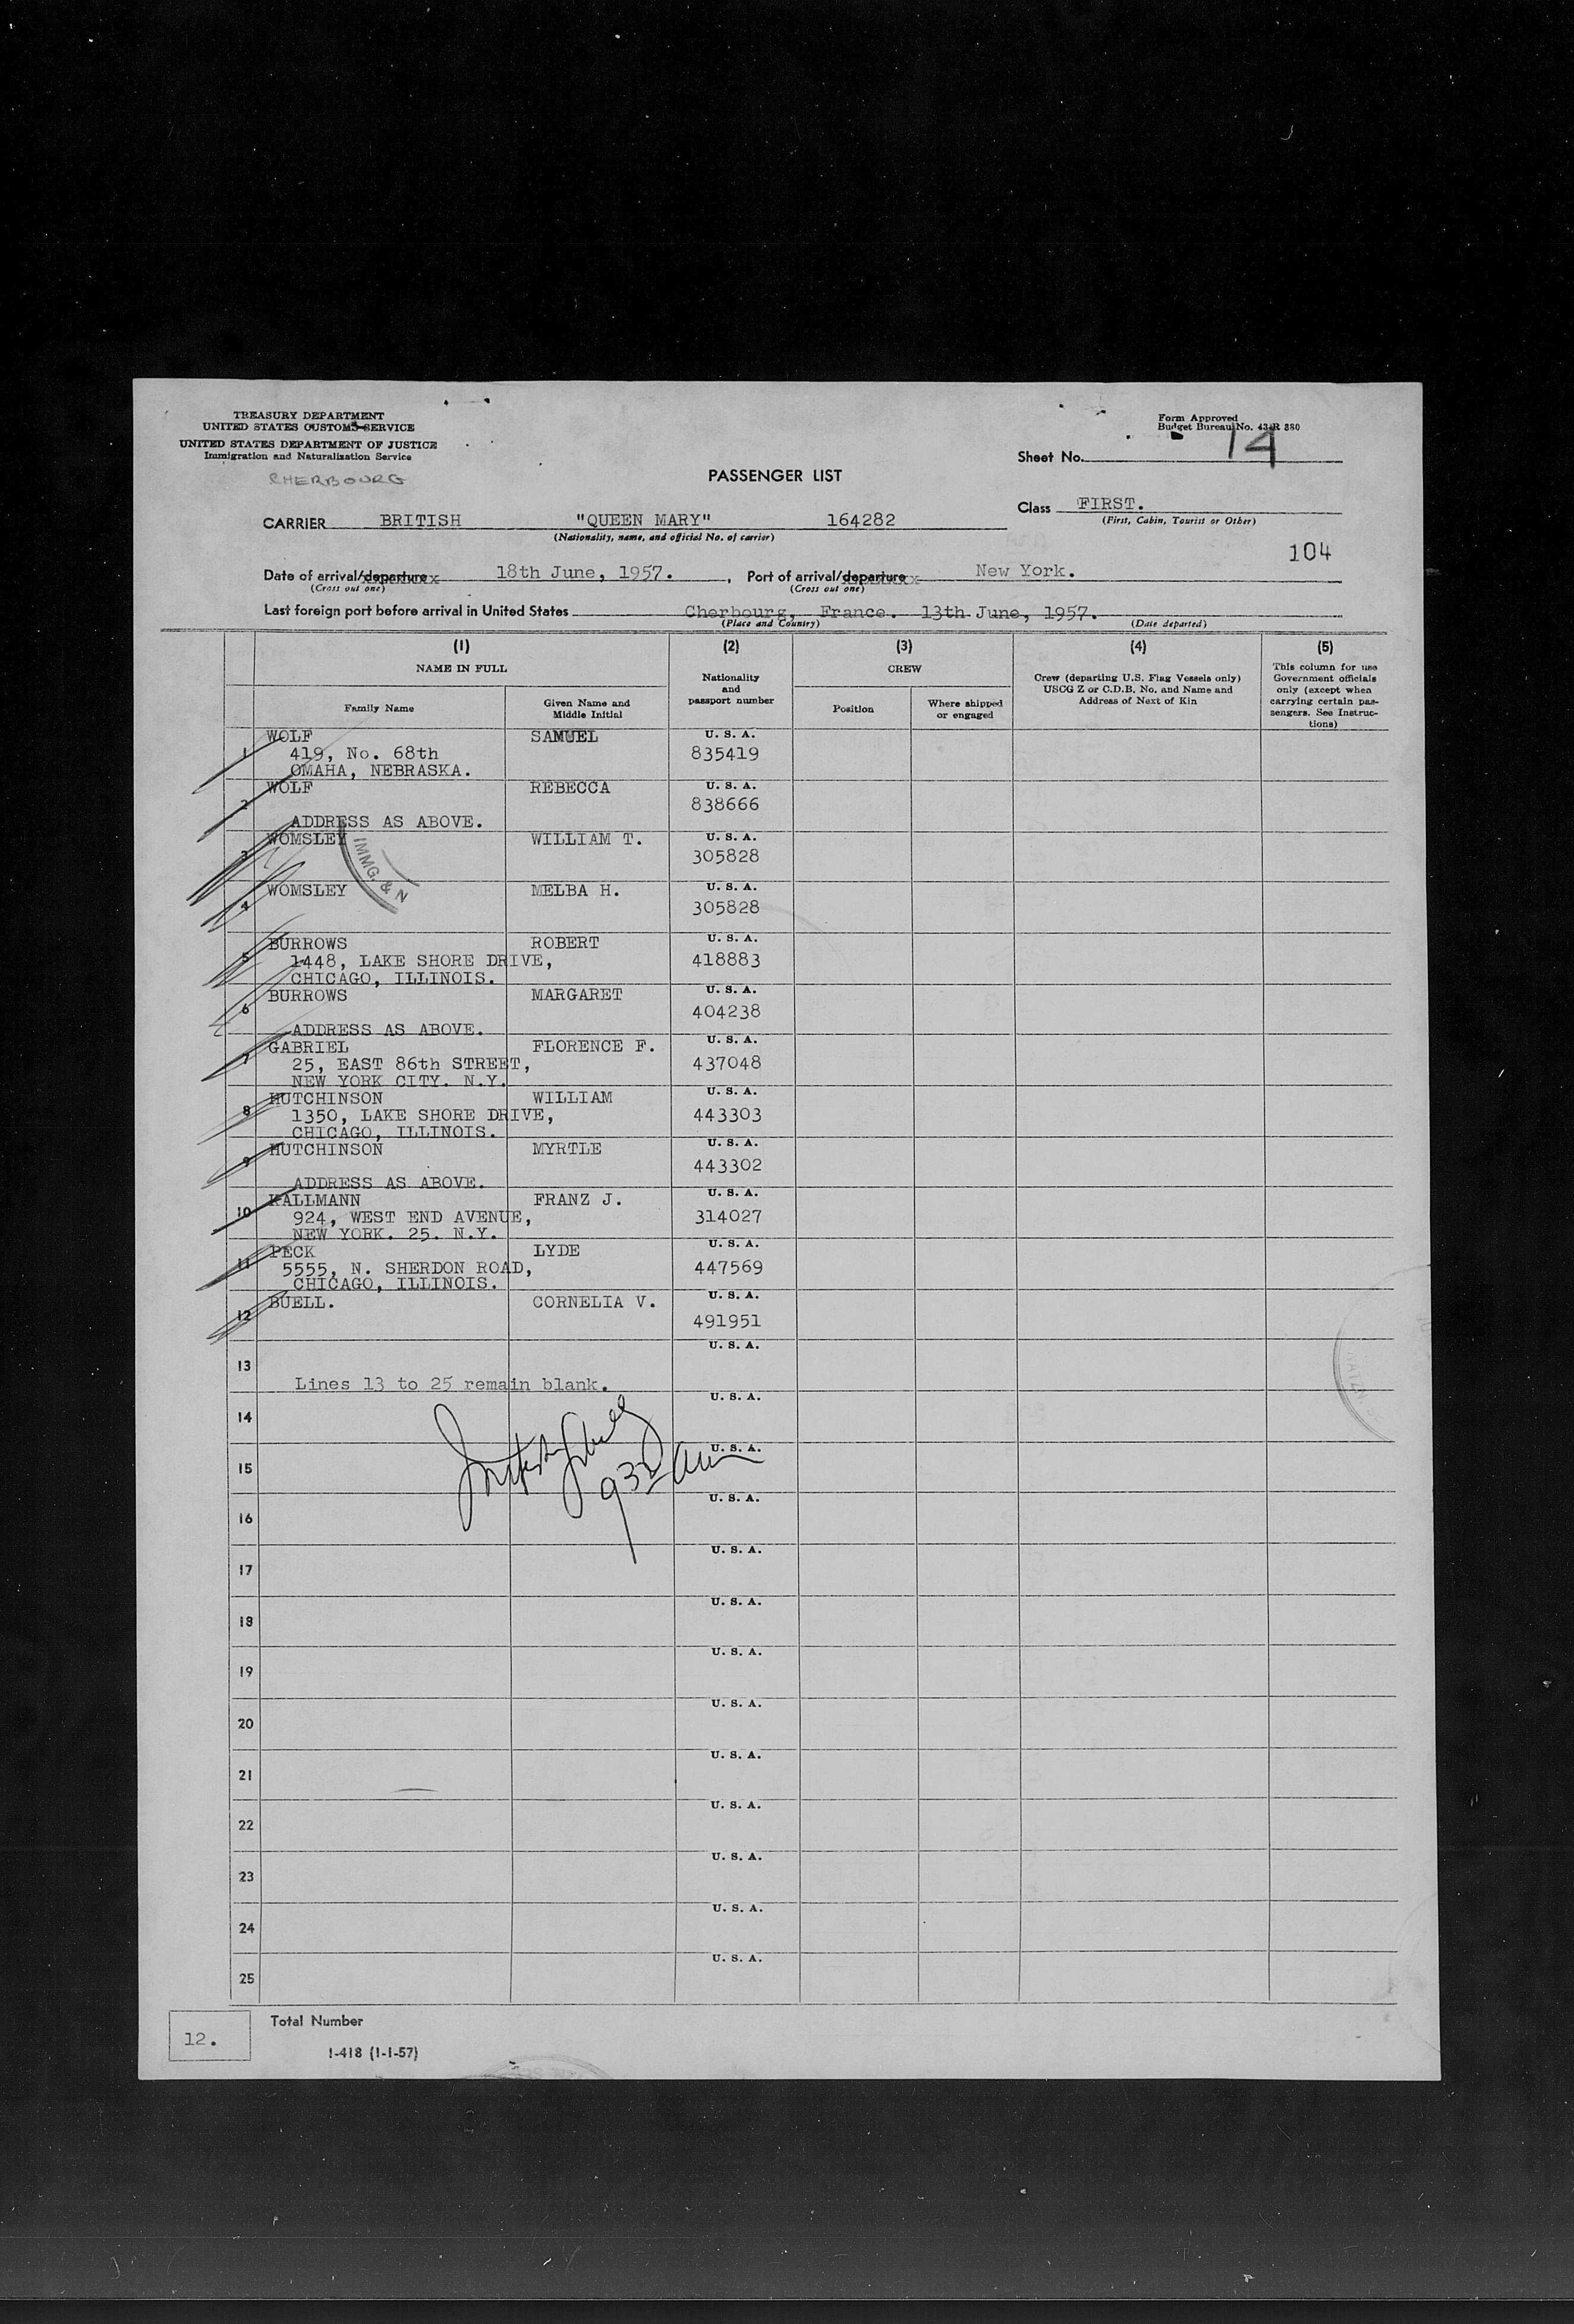 TREASURY DEPARTMENT
UNITED STATES CUSTOMS SERVICE
UNITED STATES DEPARTMENT OF JUSTICE
Immigration and Naturalization Service
CHERBOURG
Form Approved
Budget Bureau No. 43-R 380
Sheet No. 14
PASSENGER LIST
Class FIRST.
(First, Cabin, Tourist or Other)
CARRIER BRITISH "QUEEN MARY" 164282
(Nationality, name, and official No. of carrier)
104
Date of arrival/departure 18th June, 1957. , Port of arrival/departure New York.
(Cross out one) (Cross out one)
Last foreign port before arrival in United States Cherbourg, France. 13th June, 1957.
(Place and Country) (Date departed)
(1) (2) (3) (4) (5)
NAME IN FULL
Family Name
Given Name and
Middle Initial
Nationality
and
passport number
CREW
Position
Where shipped
or engaged
Crew (departing U.S. Flag Vessels only)
USCG Z or C.D.B. No. and Name and
Address of Next of Kin
This column for use
Government officials
only (except when
carrying certain pas-
sengers. See Instruc-
tions)
WOLF SAMUEL U. S. A.
1 419, No. 68th 835419
OMAHA, NEBRASKA.
WOLF REBECCA U. S. A.
2 838666
ADDRESS AS ABOVE.
WOMSLEY WILLIAM T. U. S. A.
3 305828
IMMG. & N
WOMSLEY MELBA H. U. S. A.
4 305828
BURROWS ROBERT U. S. A.
5 1448, LAKE SHORE DRIVE, 418883
CHICAGO, ILLINOIS.
BURROWS MARGARET U. S. A.
6 404238
ADDRESS AS ABOVE.
GABRIEL FLORENCE F. U. S. A.
7 25, EAST 86th STREET, 437048
NEW YORK CITY. N.Y.
HUTCHINSON WILLIAM U. S. A.
8 1350, LAKE SHORE DRIVE, 443303
CHICAGO, ILLINOIS.
HUTCHINSON MYRTLE U. S. A.
9 443302
ADDRESS AS ABOVE.
KALLMANN FRANZ J. U. S. A.
10 924, WEST END AVENUE, 314027
NEW YORK. 25. N.Y.
PECK LYDE U. S. A.
11 5555, N. SHERDON ROAD, 447569
CHICAGO, ILLINOIS.
BUELL. CORNELIA V. U. S. A.
12 491951
U. S. A.
13
Lines 13 to 25 remain blank.
U. S. A.
14
U. S. A.
15
U. S. A.
16
U. S. A.
17
U. S. A.
18
U. S. A.
19
U. S. A.
20
U. S. A.
21
U. S. A.
22
U. S. A.
23
U. S. A.
24
U. S. A.
25
12. Total Number
I-418 (1-1-57)